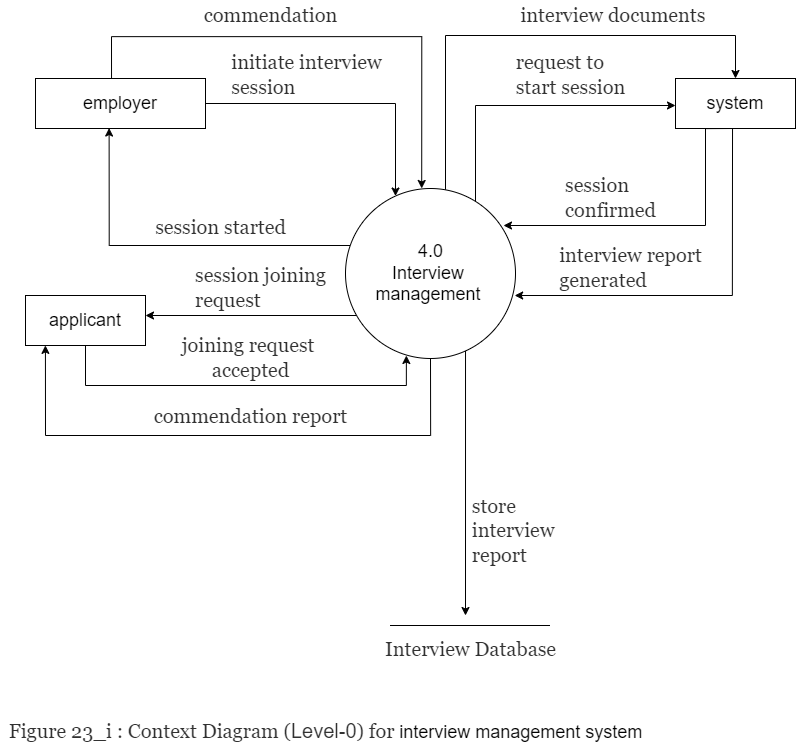 commendation
interview documents
initiate interview
session
request to
start session
employer
system
session
confirmed
session started
4.0
Interview
management
interview report
generated
session joining
request
applicant
joining request
accepted
commendation report
store
interview
report
Interview Database
Figure 23_i : Context Diagram (Level-0) for interview management system